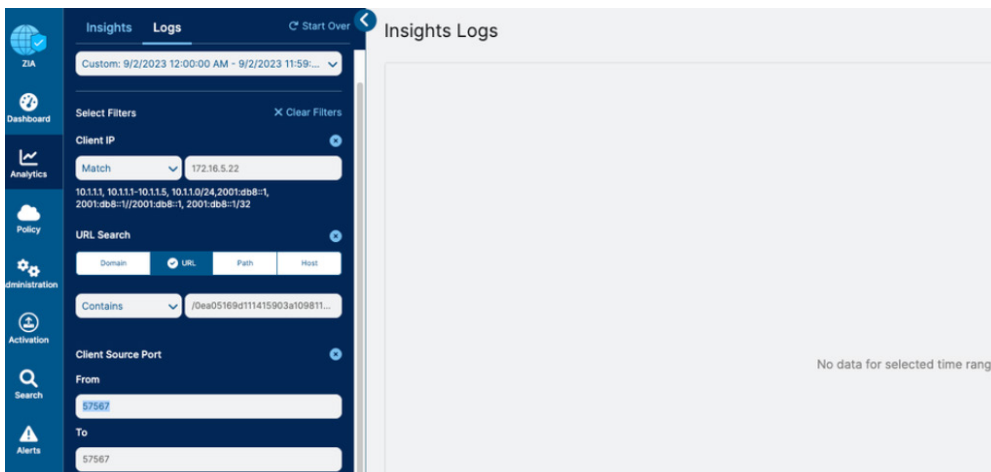 ZIA
Dashboard
Analytics
Policy
dministration
Activation
Search
Alerts
Insights Logs Start Over
Custom: 9/2/2023 12:00:00 AM - 9/2/2023 11:59:...
Select Filters Clear Filters
Client IP
Match 172.16.5.22
10.1.1.1, 10.1.1.1-10.1.1.5, 10.1.1.0/24,2001:db8::1,
2001:db8::1//2001:db8::1, 2001:db8::1/32
URL Search
Domain URL Path Host
Contains /0ea05169d111415903a109811...
Client Source Port
From
57567
To
57567
Insights Logs
No data for selected time rang